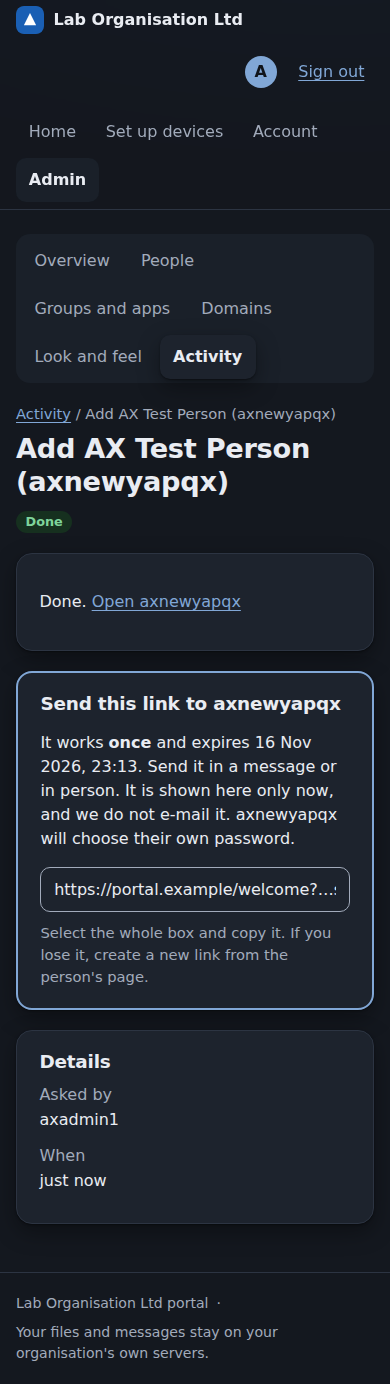 Lab Organisation Ltd
A Sign out
Home Set up devices Account
Admin
Overview People
Groups and apps Domains
Look and feel Activity
Activity / Add AX Test Person (axnewyapqx)
Add AX Test Person
(axnewyapqx)
Done
Done. Open axnewyapqx
Send this link to axnewyapqx
It works once and expires 16 Nov
2026, 23:13. Send it in a message or
in person. It is shown here only now,
and we do not e-mail it. axnewyapqx
will choose their own password.
https://portal.example/welcome?…
Select the whole box and copy it. If you
lose it, create a new link from the
person's page.
Details
Asked by
axadmin1
When
just now
Lab Organisation Ltd portal ·
Your files and messages stay on your
organisation's own servers.